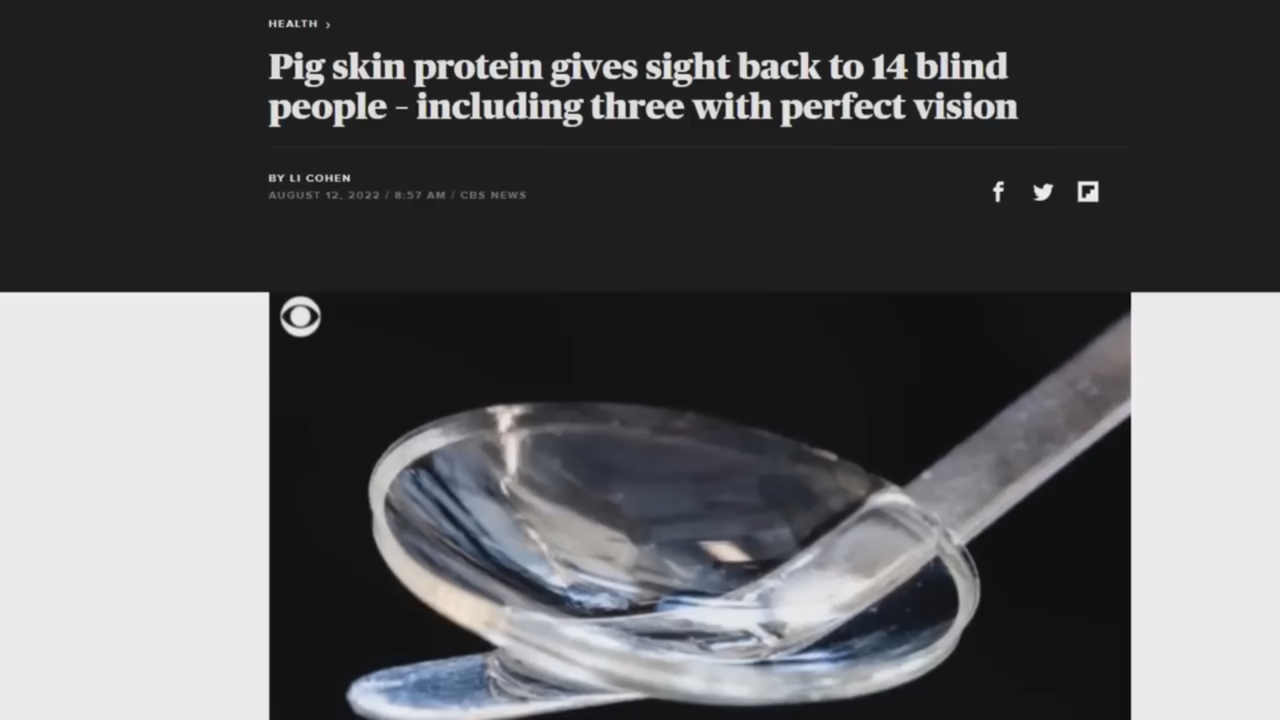 HEALTH ›
Pig skin protein gives sight back to 14 blind
people - including three with perfect vision
BY LI COHEN
AUGUST 12, 2022 / 8:57 AM / CBS NEWS